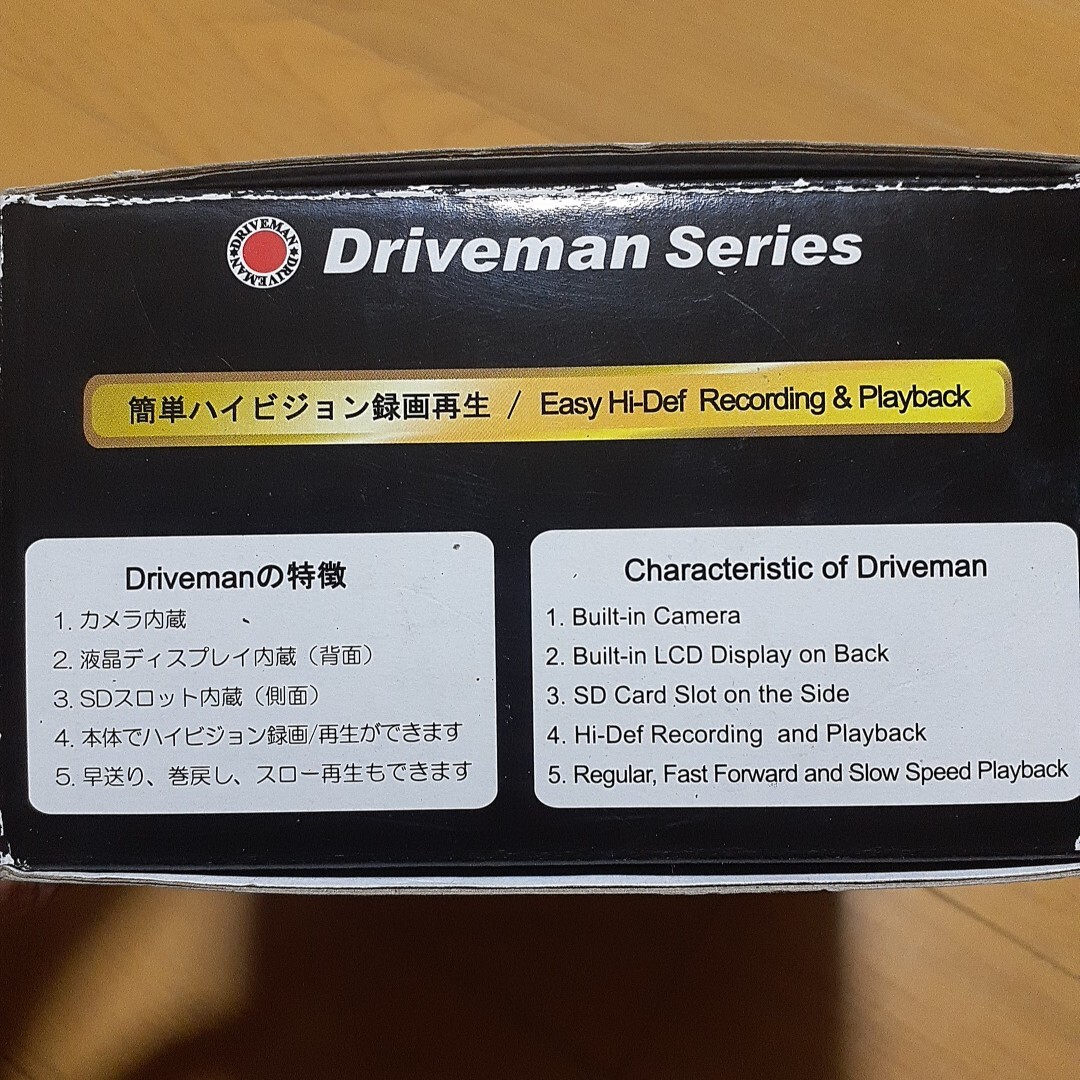 DRIVEMAN★DRIVEMAN★
Driveman Series
簡単ハイビジョン録画再生 / Easy Hi-Def Recording & Playback
Drivemanの特徴
1. カメラ内蔵
2. 液晶ディスプレイ内蔵（背面）
3. SDスロット内蔵（側面）
4. 本体でハイビジョン録画/再生ができます
5. 早送り、巻戻し、スロー再生もできます
Characteristic of Driveman
1. Built-in Camera
2. Built-in LCD Display on Back
3. SD Card Slot on the Side
4. Hi-Def Recording and Playback
5. Regular, Fast Forward and Slow Speed Playback